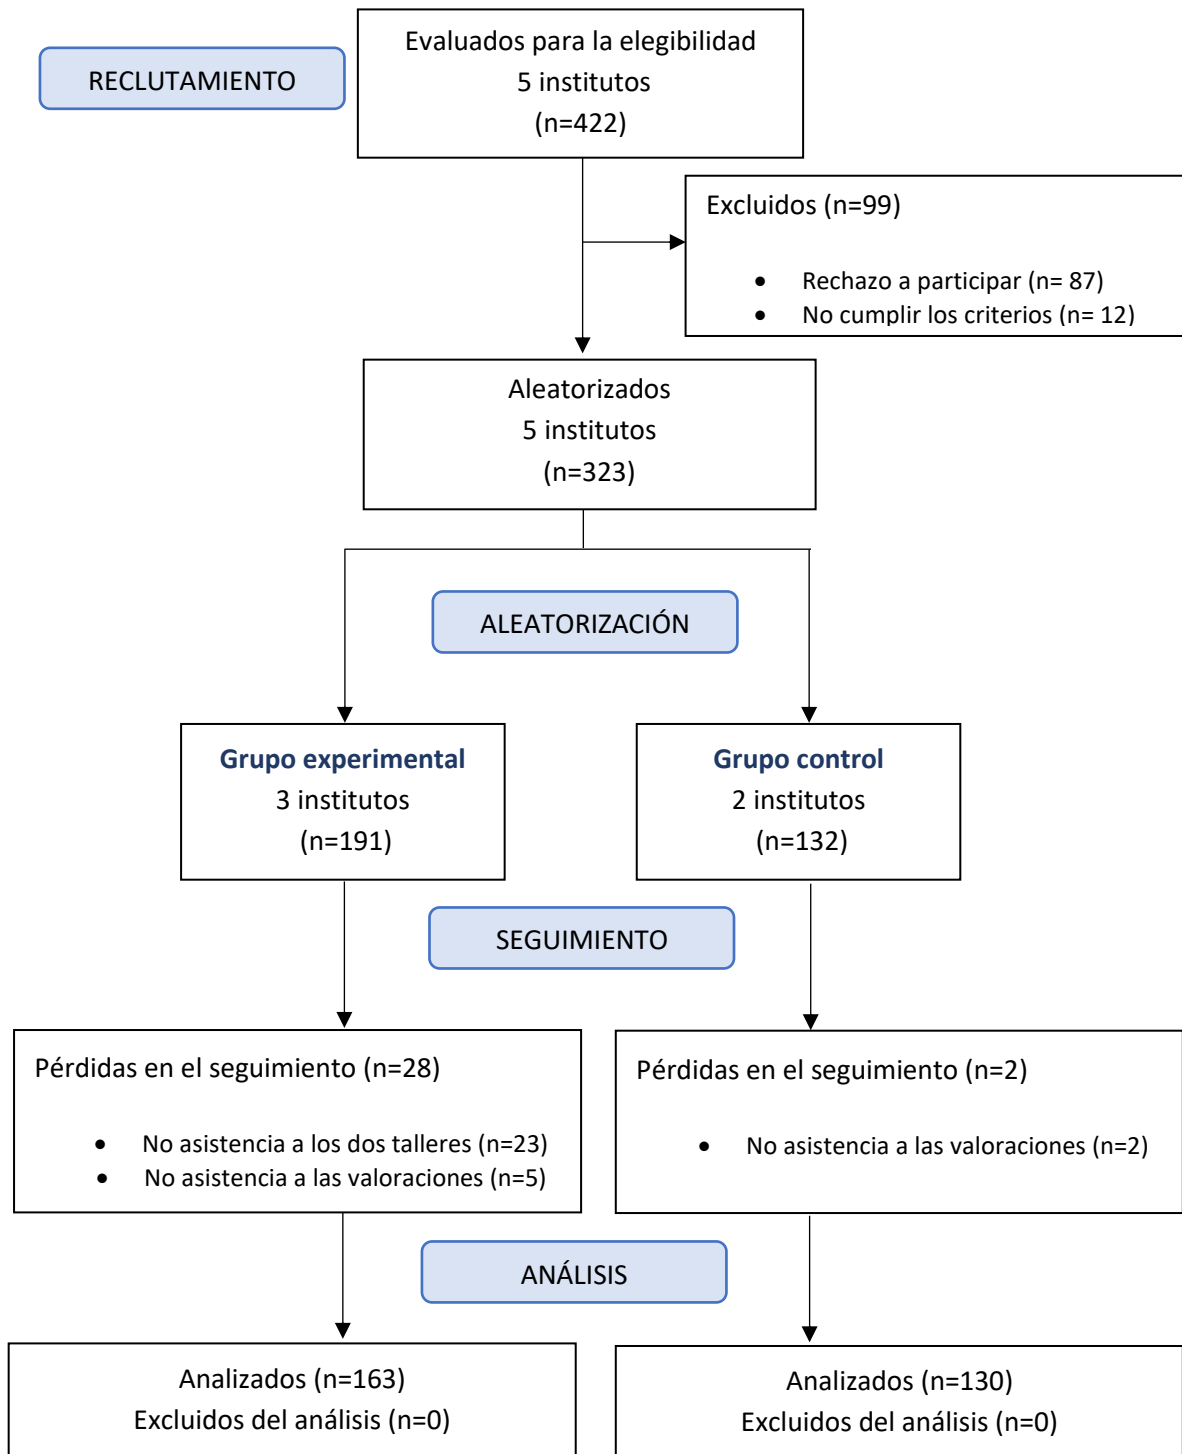 RECLUTAMIENTO
Evaluados para la elegibilidad
5 institutos
(n=422)
Excluidos (n=99)
• Rechazo a participar (n= 87)
• No cumplir los criterios (n= 12)
Aleatorizados
5 institutos
(n=323)
ALEATORIZACIÓN
Grupo experimental
3 institutos
(n=191)
Grupo control
2 institutos
(n=132)
SEGUIMIENTO
Pérdidas en el seguimiento (n=28)
• No asistencia a los dos talleres (n=23)
• No asistencia a las valoraciones (n=5)
Pérdidas en el seguimiento (n=2)
• No asistencia a las valoraciones (n=2)
ANÁLISIS
Analizados (n=163)
Excluidos del análisis (n=0)
Analizados (n=130)
Excluidos del análisis (n=0)